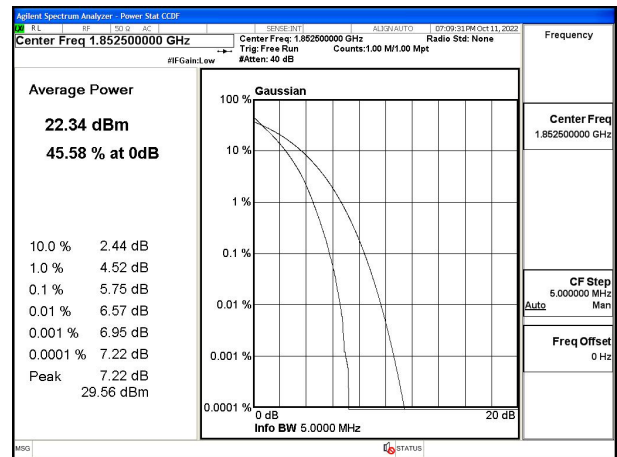 Agilent Spectrum Analyzer - Power Stat CCDF
RL RF 50 Ω AC SENSE:INT ALIGNAUTO 07:09:31PM Oct 11, 2022
Center Freq 1.852500000 GHz
Center Freq: 1.852500000 GHz Radio Std: None
Trig: Free Run Counts:1.00 M/1.00 Mpt
#IFGain:Low #Atten: 40 dB
Frequency
Average Power
22.34 dBm
45.58 % at 0dB
10.0 % 2.44 dB
1.0 % 4.52 dB
0.1 % 5.75 dB
0.01 % 6.57 dB
0.001 % 6.95 dB
0.0001 % 7.22 dB
Peak 7.22 dB
29.56 dBm
Gaussian
100 %
10 %
1 %
0.1 %
0.01 %
0.001 %
0.0001 %
0 dB 20 dB
Info BW 5.0000 MHz
Center Freq
1.852500000 GHz
CF Step
5.000000 MHz
Auto Man
Freq Offset
0 Hz
MSG STATUS